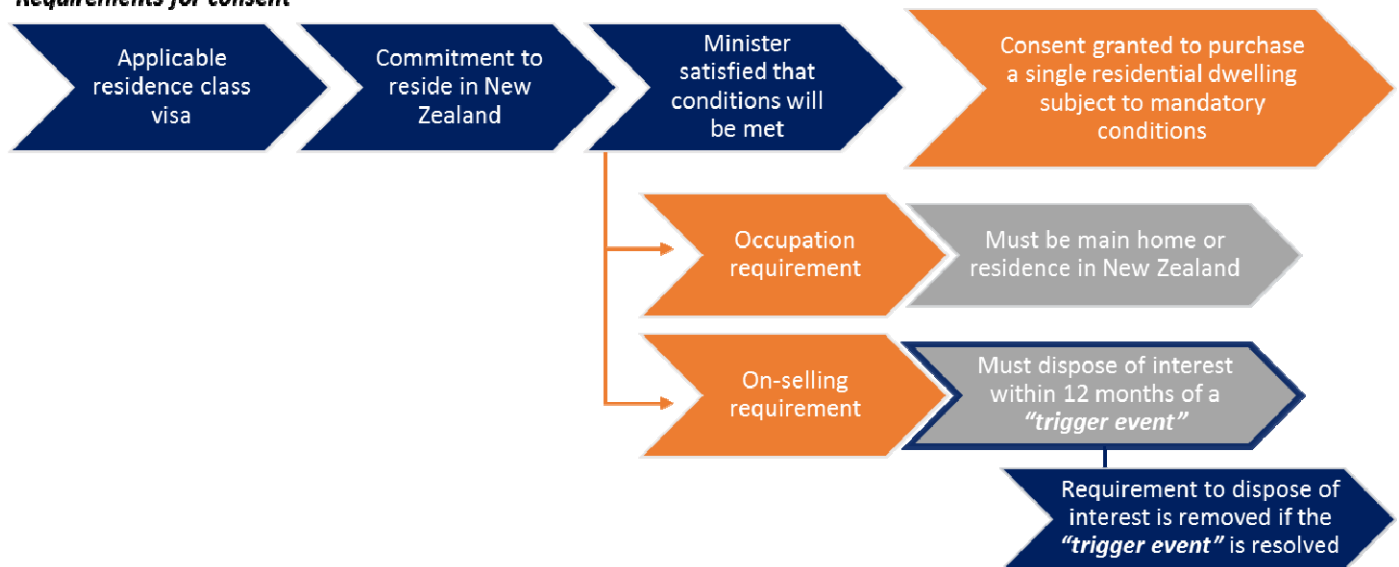 Requirements for consent
Applicable
residence class
visa
Commitment to
reside in New
Zealand
Minister
satisfied that
conditions will
be met
Consent granted to purchase
a single residential dwelling
subject to mandatory
conditions
Occupation
requirement
Must be main home or
residence in New Zealand
On-selling
requirement
Must dispose of interest
within 12 months of a
“trigger event”
Requirement to dispose of
interest is removed if the
“trigger event” is resolved